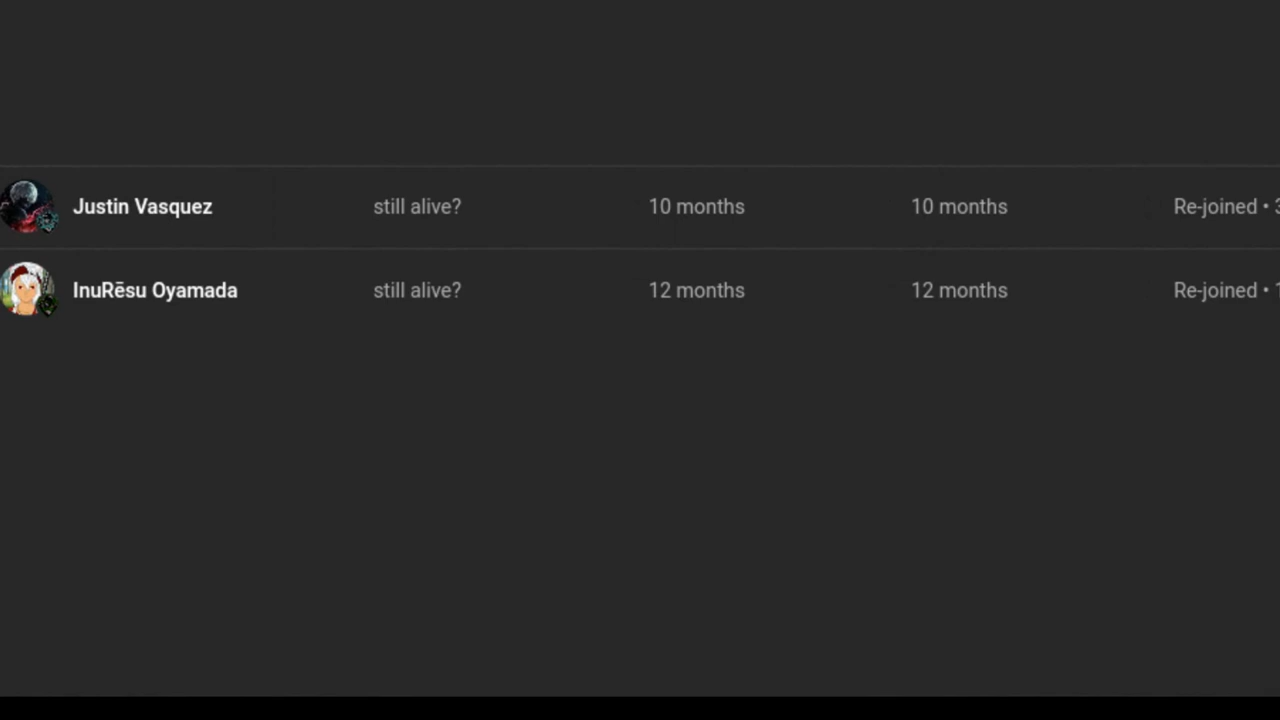 Justin Vasquez still alive? 10 months 10 months Re-joined •
InuRēsu Oyamada still alive? 12 months 12 months Re-joined •